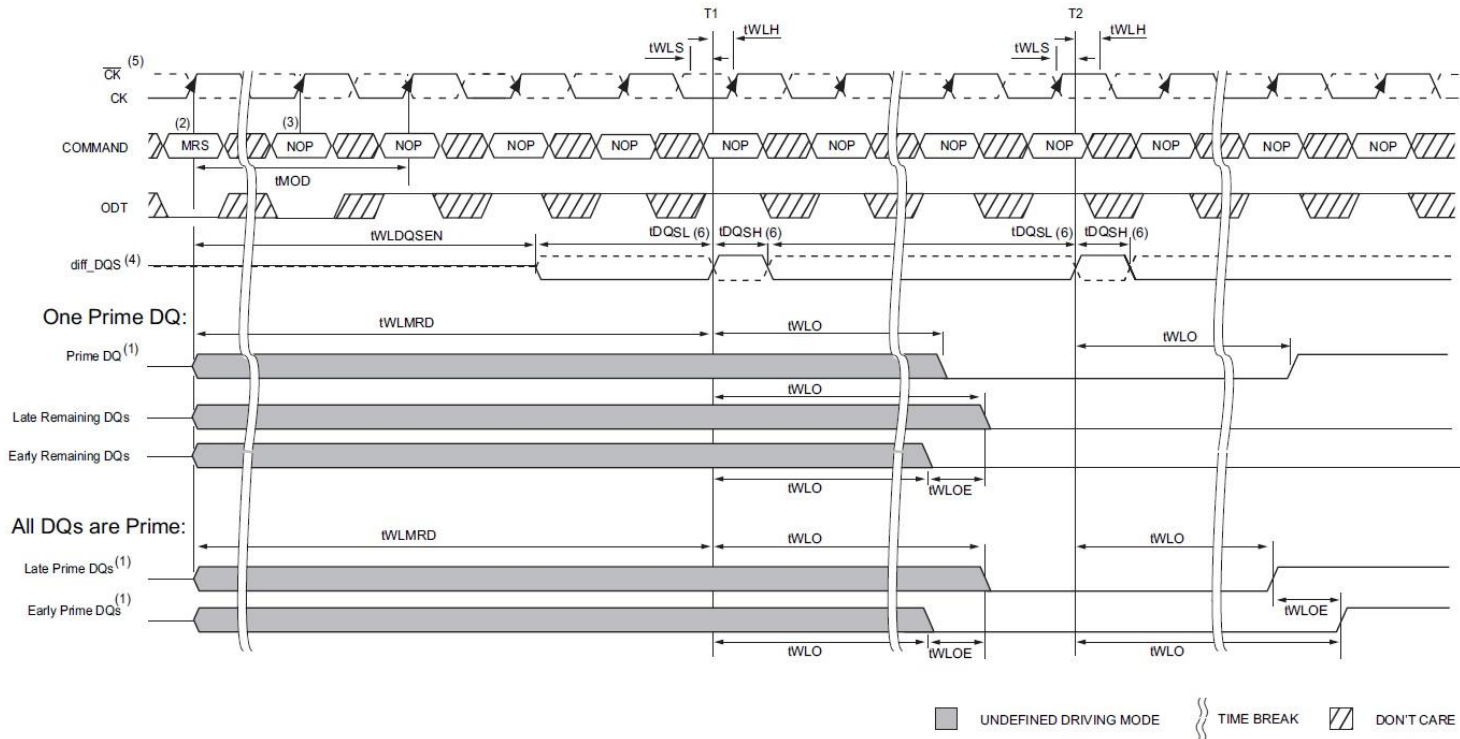 T1
T2
tWLS
tWLH
tWLS
tWLH
CK (5)
CK
COMMAND
(2)
(3)
MRS
NOP
NOP
NOP
NOP
NOP
NOP
NOP
NOP
NOP
NOP
NOP
tMOD
ODT
tWLDQSEN
tDQSL (6)
tDQSH (6)
tDQSL (6)
tDQSH (6)
diff_DQS (4)
One Prime DQ:
tWLMRD
tWLO
tWLO
Prime DQ (1)
tWLO
Late Remaining DQs
Early Remaining DQs
tWLO
tWLOE
All DQs are Prime:
tWLMRD
tWLO
tWLO
Late Prime DQs (1)
tWLOE
Early Prime DQs (1)
tWLO
tWLOE
tWLO
UNDEFINED DRIVING MODE
TIME BREAK
DON'T CARE